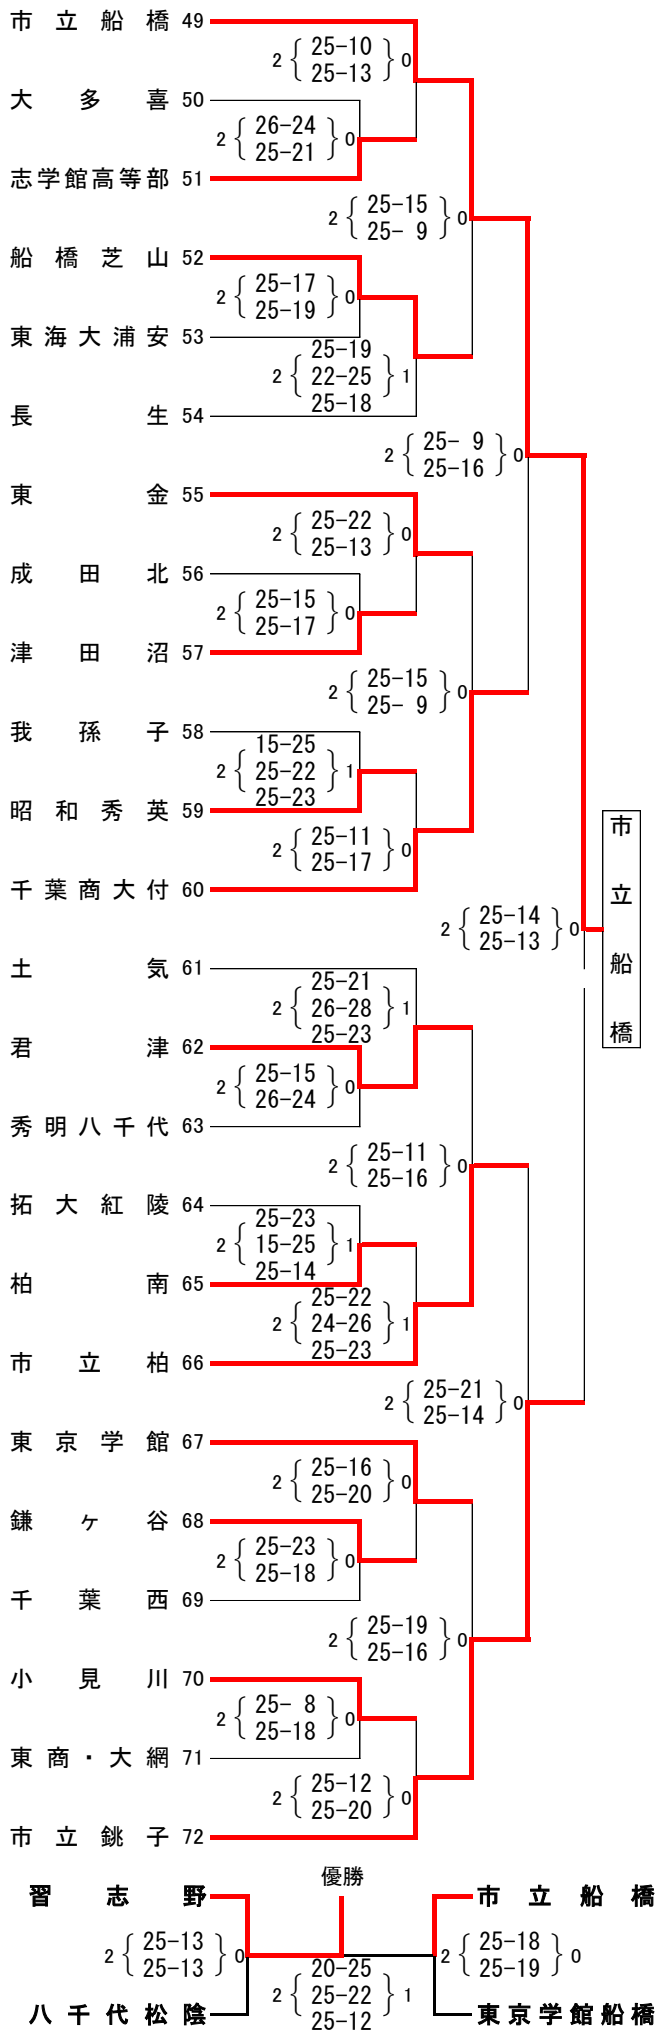 市立船橋 49
2 25-10 0
25-13
大多喜 50
2 26-24 0
25-21
志学館高等部 51
2 25-15 0
25- 9
船橋芝山 52
2 25-17 0
25-19
東海大浦安 53
25-19
2 22-25 1
25-18
長生 54
2 25- 9 0
25-16
東金 55
2 25-22 0
25-13
成田北 56
2 25-15 0
25-17
津田沼 57
2 25-15 0
25- 9
我孫子 58
15-25
2 25-22 1
25-23
昭和秀英 59
2 25-11 0
25-17
千葉商大付 60
市立船橋
2 25-14 0
25-13
土気 61
25-21
2 26-28 1
25-23
君津 62
2 25-15 0
26-24
秀明八千代 63
2 25-11 0
25-16
拓大紅陵 64
25-23
2 15-25 1
25-14
柏南 65
25-22
2 24-26 1
25-23
市立柏 66
2 25-21 0
25-14
東京学館 67
2 25-16 0
25-20
鎌ヶ谷 68
2 25-23 0
25-18
千葉西 69
2 25-19 0
25-16
小見川 70
2 25- 8 0
25-18
東商・大網 71
2 25-12 0
25-20
市立銚子 72
優勝
習志野 市立船橋
2 25-13 0 2 25-18 0
25-13 25-19
20-25
2 25-22 1
25-12
八千代松陰 東京学館船橋